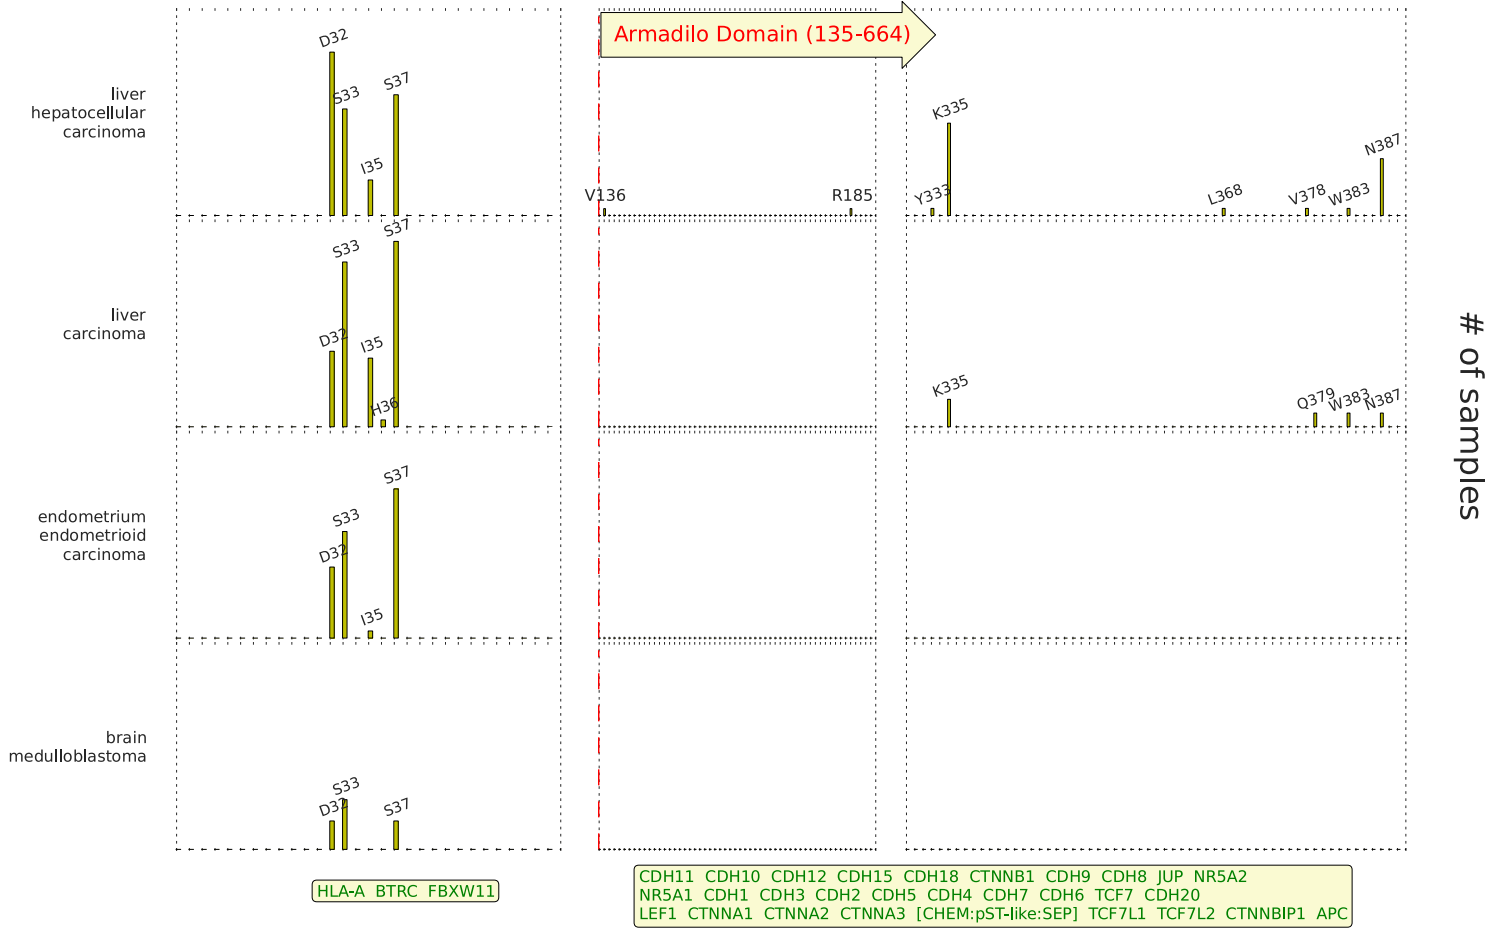 Armadilo Domain (135-664)
liver
hepatocellular
carcinoma
D32
S33
I35
S37
V136
R185
Y333
K335
L368
V378
W383
N387
liver
carcinoma
D32
S33
I35
H36
S37
K335
Q379
W383
N387
endometrium
endometrioid
carcinoma
D32
S33
I35
S37
brain
medulloblastoma
D32
S33
S37
# of samples
HLA-A BTRC FBXW11
CDH11 CDH10 CDH12 CDH15 CDH18 CTNNB1 CDH9 CDH8 JUP NR5A2
NR5A1 CDH1 CDH3 CDH2 CDH5 CDH4 CDH7 CDH6 TCF7 CDH20
LEF1 CTNNA1 CTNNA2 CTNNA3 [CHEM:pST-like:SEP] TCF7L1 TCF7L2 CTNNBIP1 APC